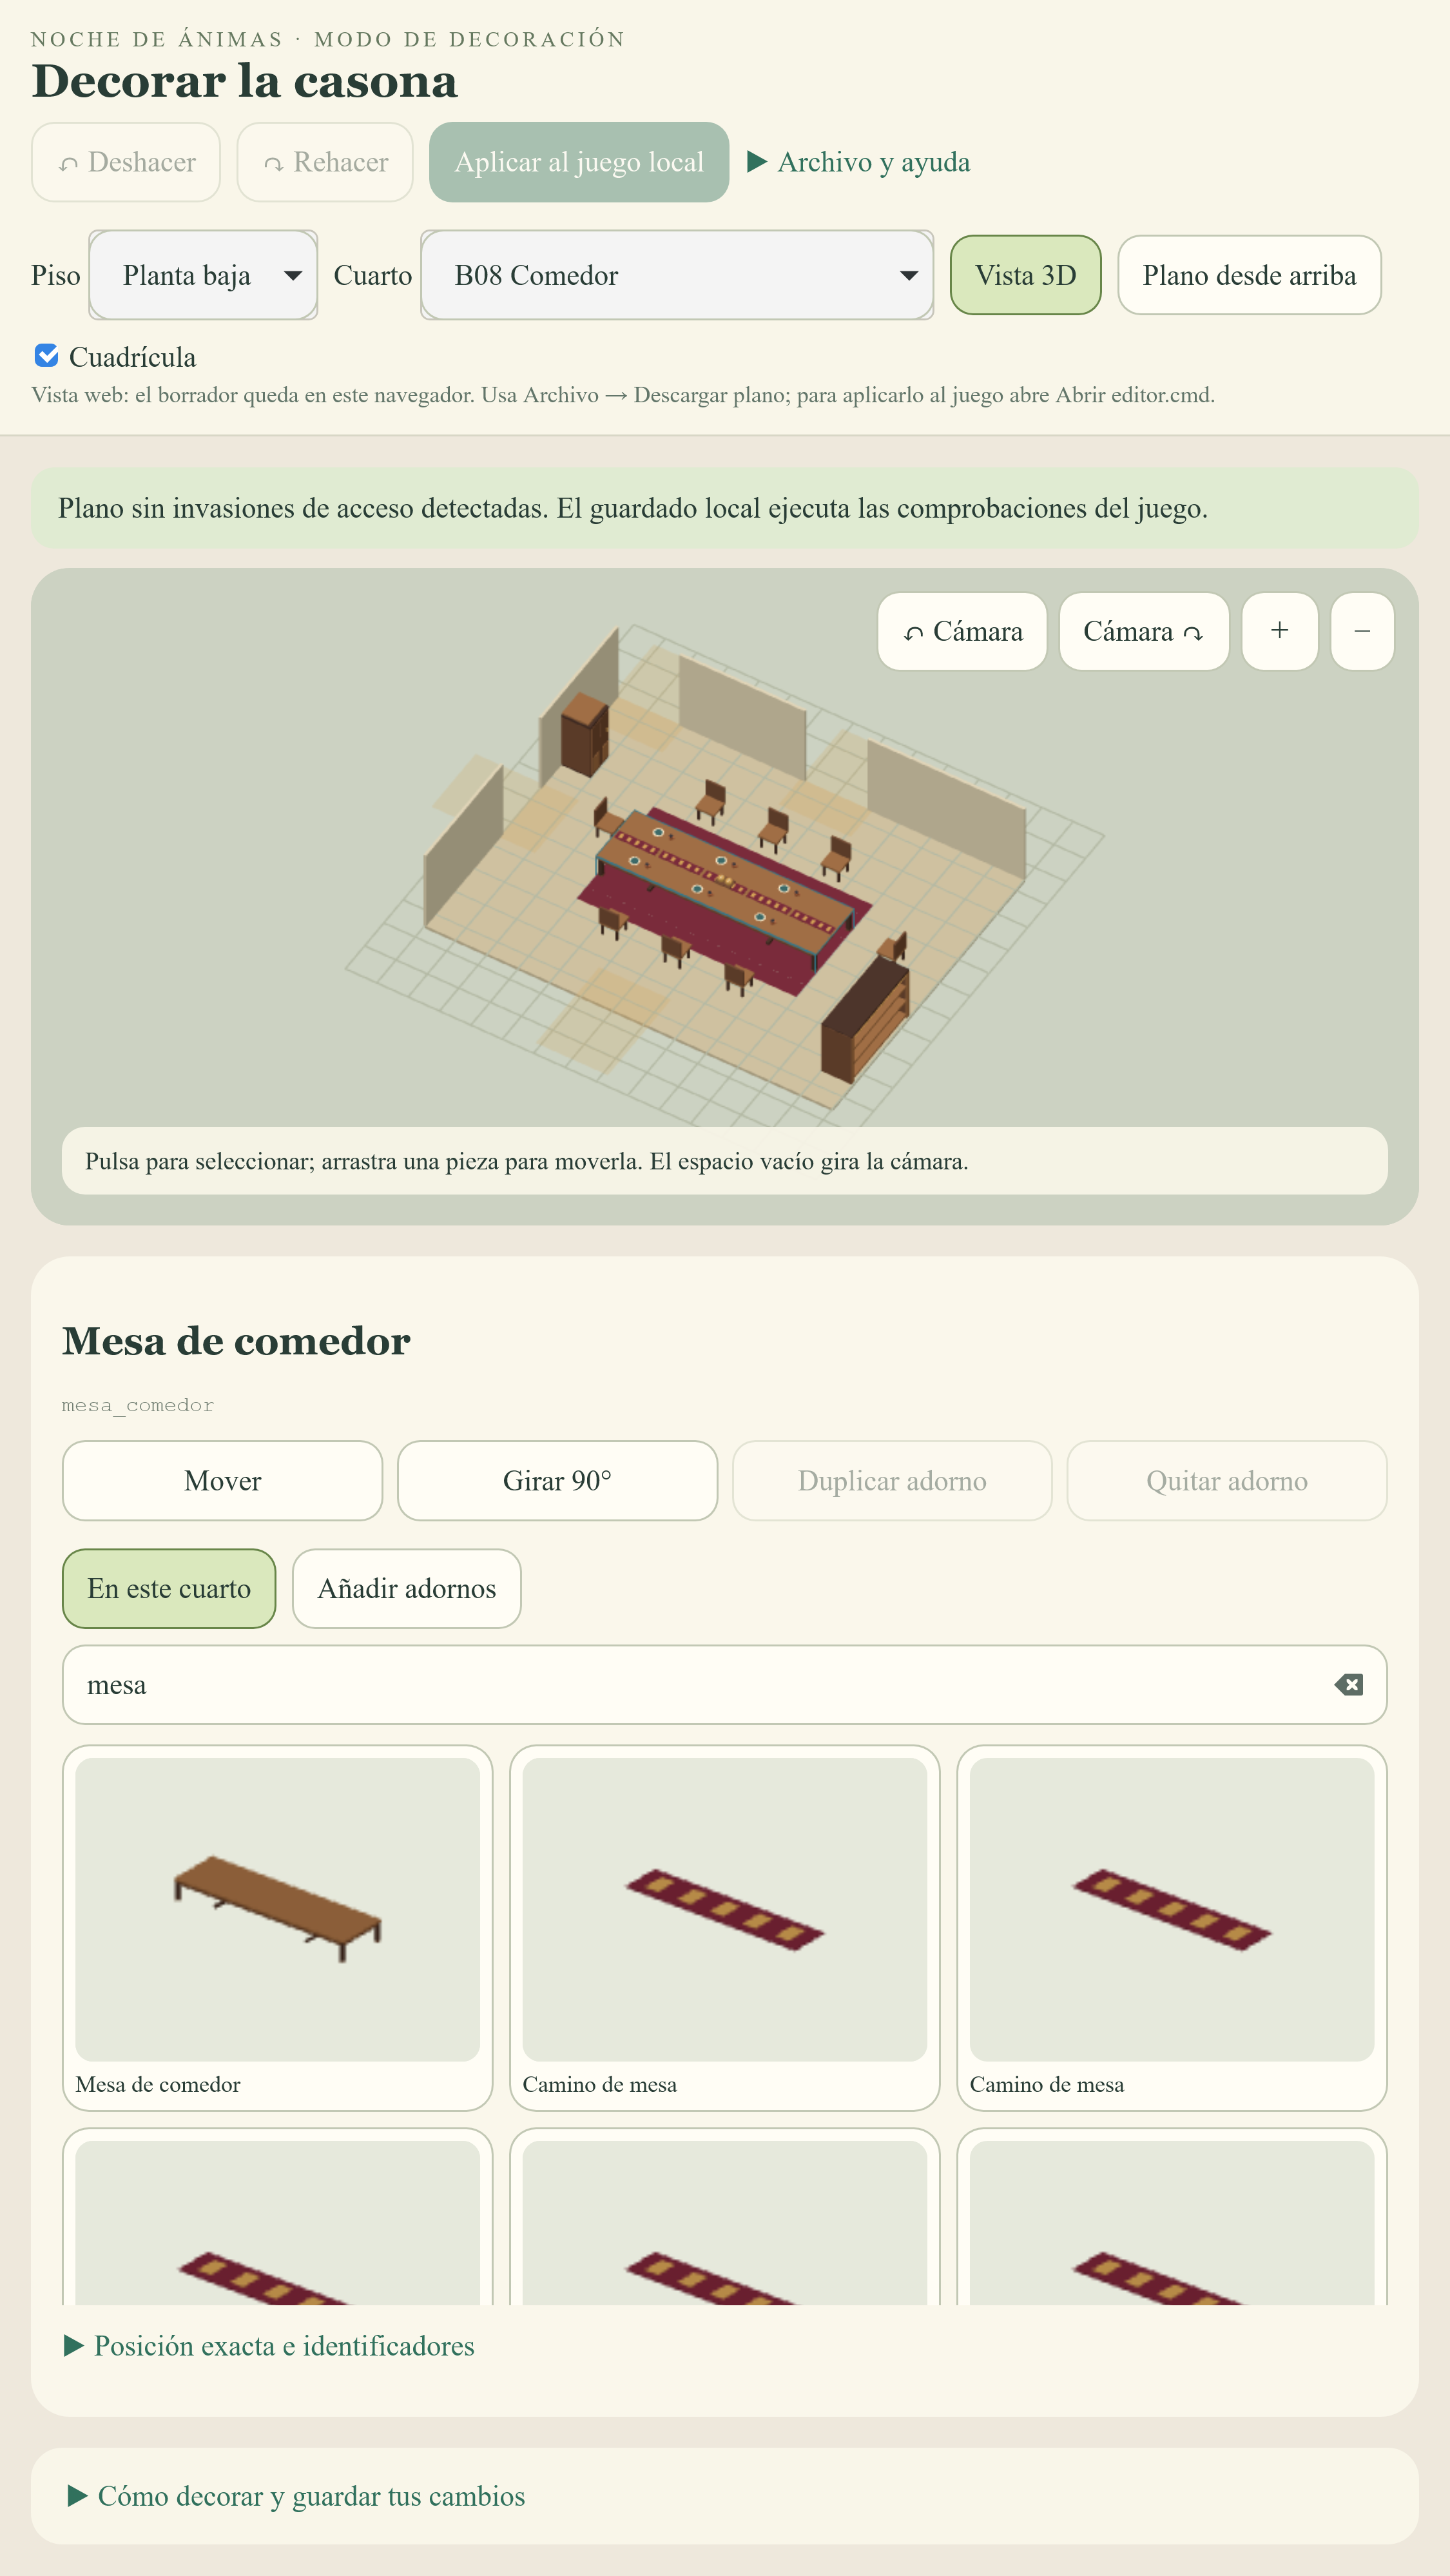 NOCHE DE ÁNIMAS · MODO DE DECORACIÓN
Decorar la casona
Deshacer
Rehacer
Aplicar al juego local
Archivo y ayuda
Piso
Planta baja
Cuarto
B08 Comedor
Vista 3D
Plano desde arriba
Cuadrícula
Vista web: el borrador queda en este navegador. Usa Archivo → Descargar plano; para aplicarlo al juego abre Abrir editor.cmd.
Plano sin invasiones de acceso detectadas. El guardado local ejecuta las comprobaciones del juego.
Cámara
Cámara
+
−
Pulsa para seleccionar; arrastra una pieza para moverla. El espacio vacío gira la cámara.
Mesa de comedor
mesa_comedor
Mover
Girar 90°
Duplicar adorno
Quitar adorno
En este cuarto
Añadir adornos
mesa
Mesa de comedor
Camino de mesa
Camino de mesa
Posición exacta e identificadores
Cómo decorar y guardar tus cambios